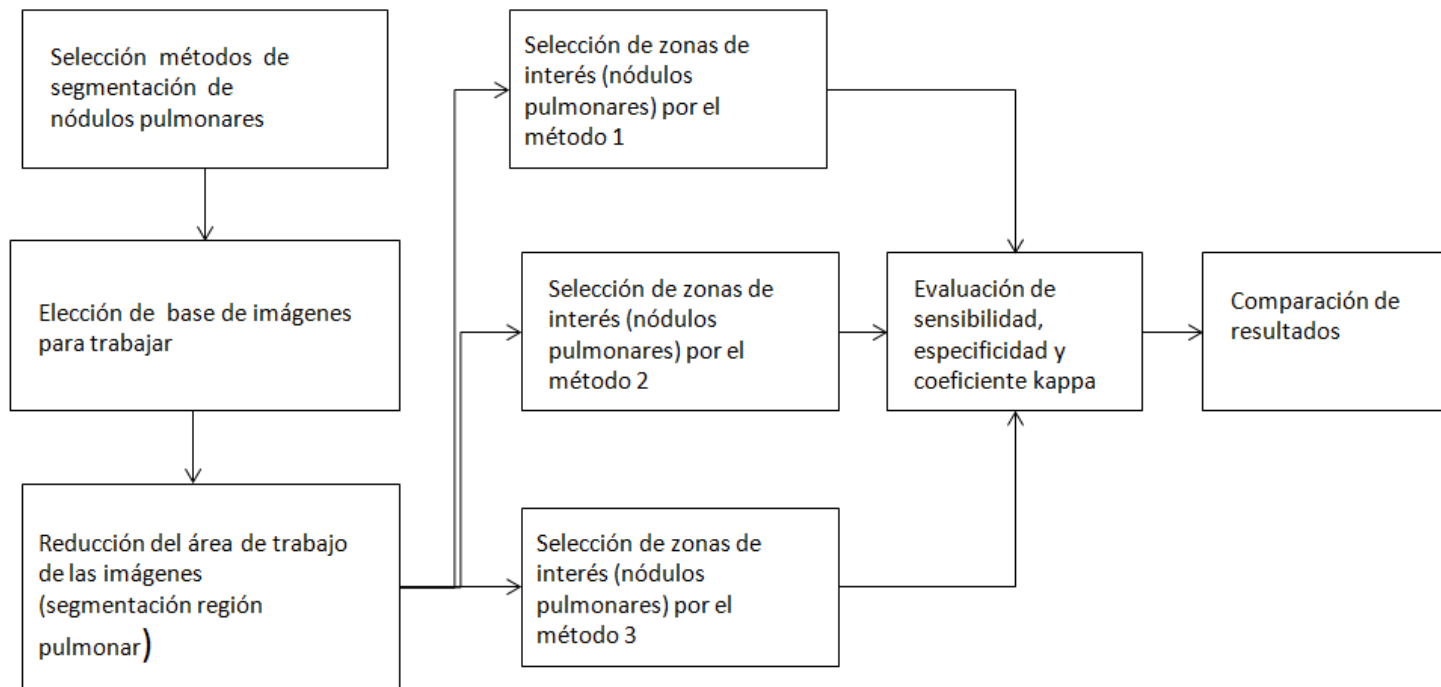 Selección métodos de
segmentación de
nódulos pulmonares
Elección de base de imágenes
para trabajar
Reducción del área de trabajo
de las imágenes
(segmentación región
pulmonar)
Selección de zonas de
interés (nódulos
pulmonares) por el
método 1
Selección de zonas de
interés (nódulos
pulmonares) por el
método 2
Selección de zonas de
interés (nódulos
pulmonares) por el
método 3
Evaluación de
sensibilidad,
especificidad y
coeficiente kappa
Comparación de
resultados